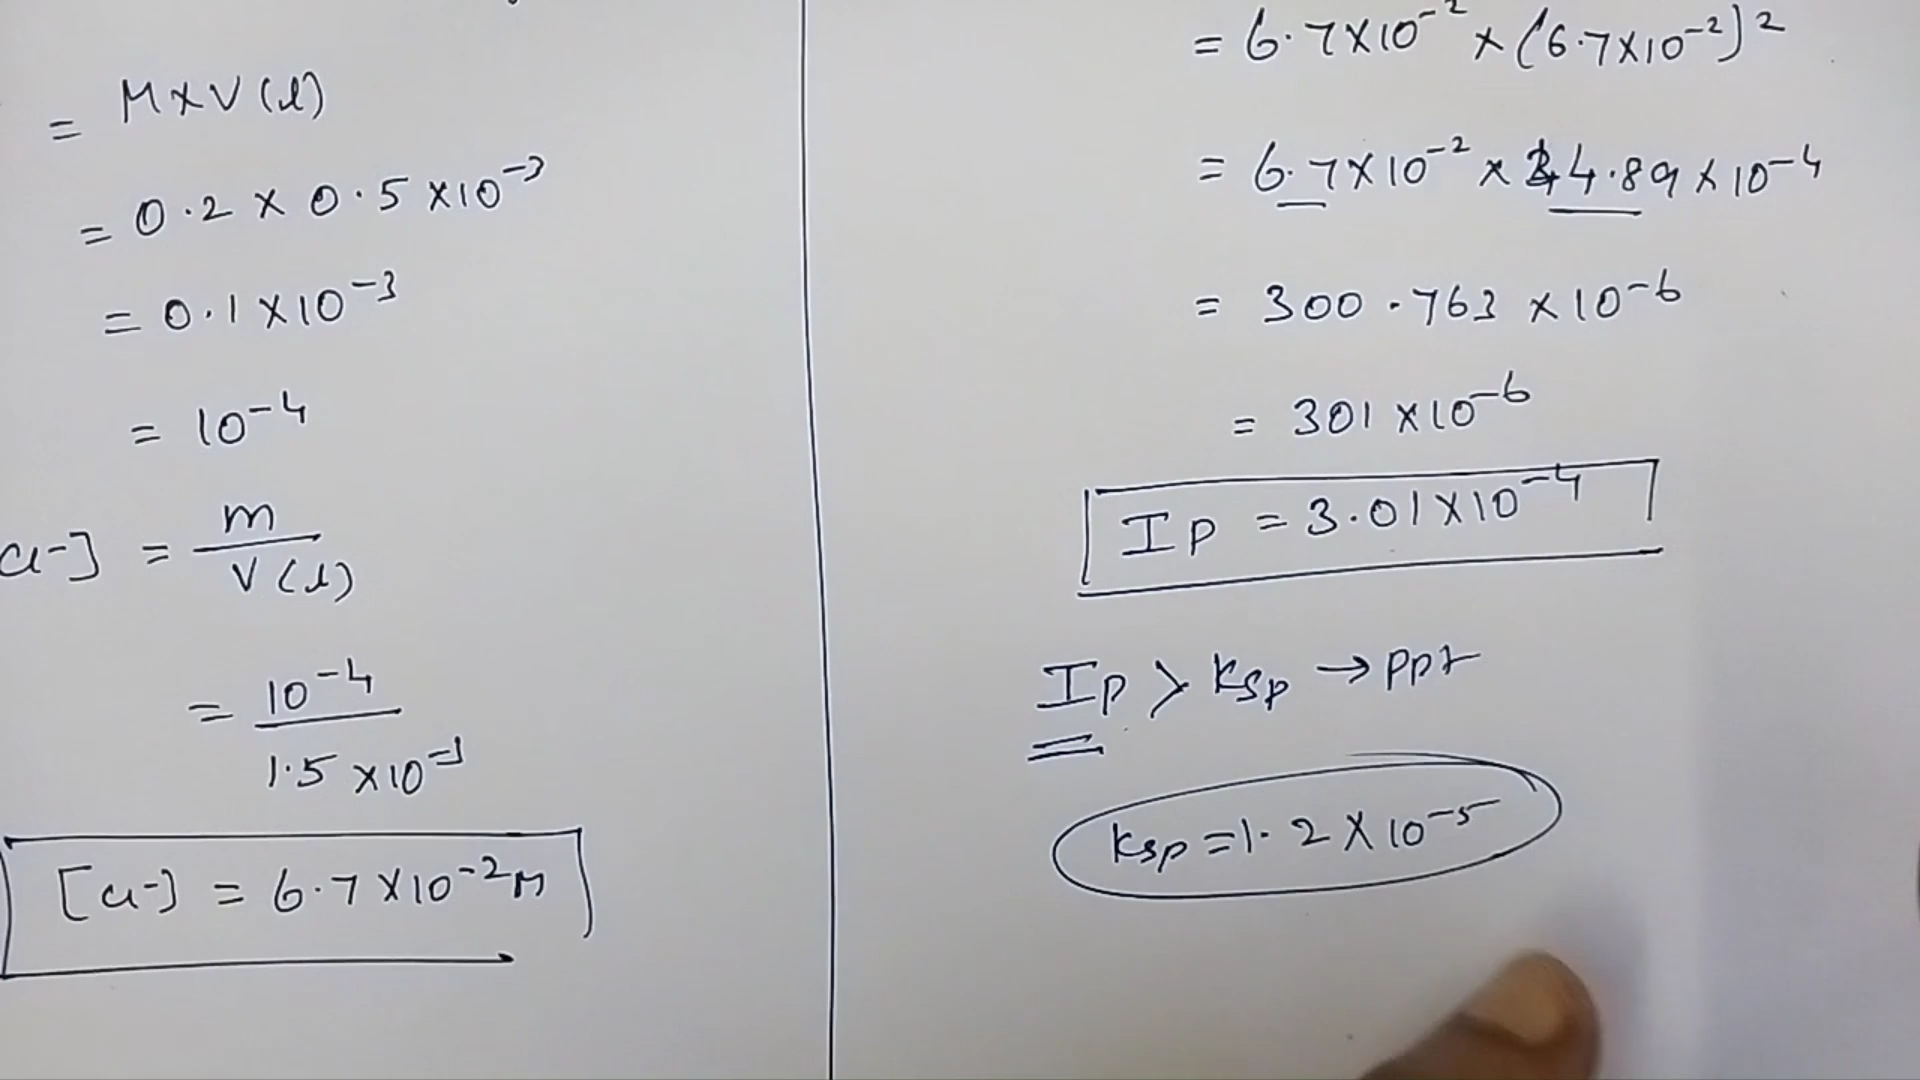 = M × V (l)
= 0.2 × 0.5 × 10⁻³
= 0.1 × 10⁻³
= 10⁻⁴
Cl⁻] = m / V (l)
= 10⁻⁴ / 1.5 × 10⁻³
[Cl⁻] = 6.7 × 10⁻² M
= 6.7 × 10⁻² × (6.7 × 10⁻²)²
= 6.7 × 10⁻² × 44.89 × 10⁻⁴
= 300.763 × 10⁻⁶
= 301 × 10⁻⁶
Ip = 3.01 × 10⁻⁴
Ip > Ksp → ppt
Ksp = 1.2 × 10⁻⁵